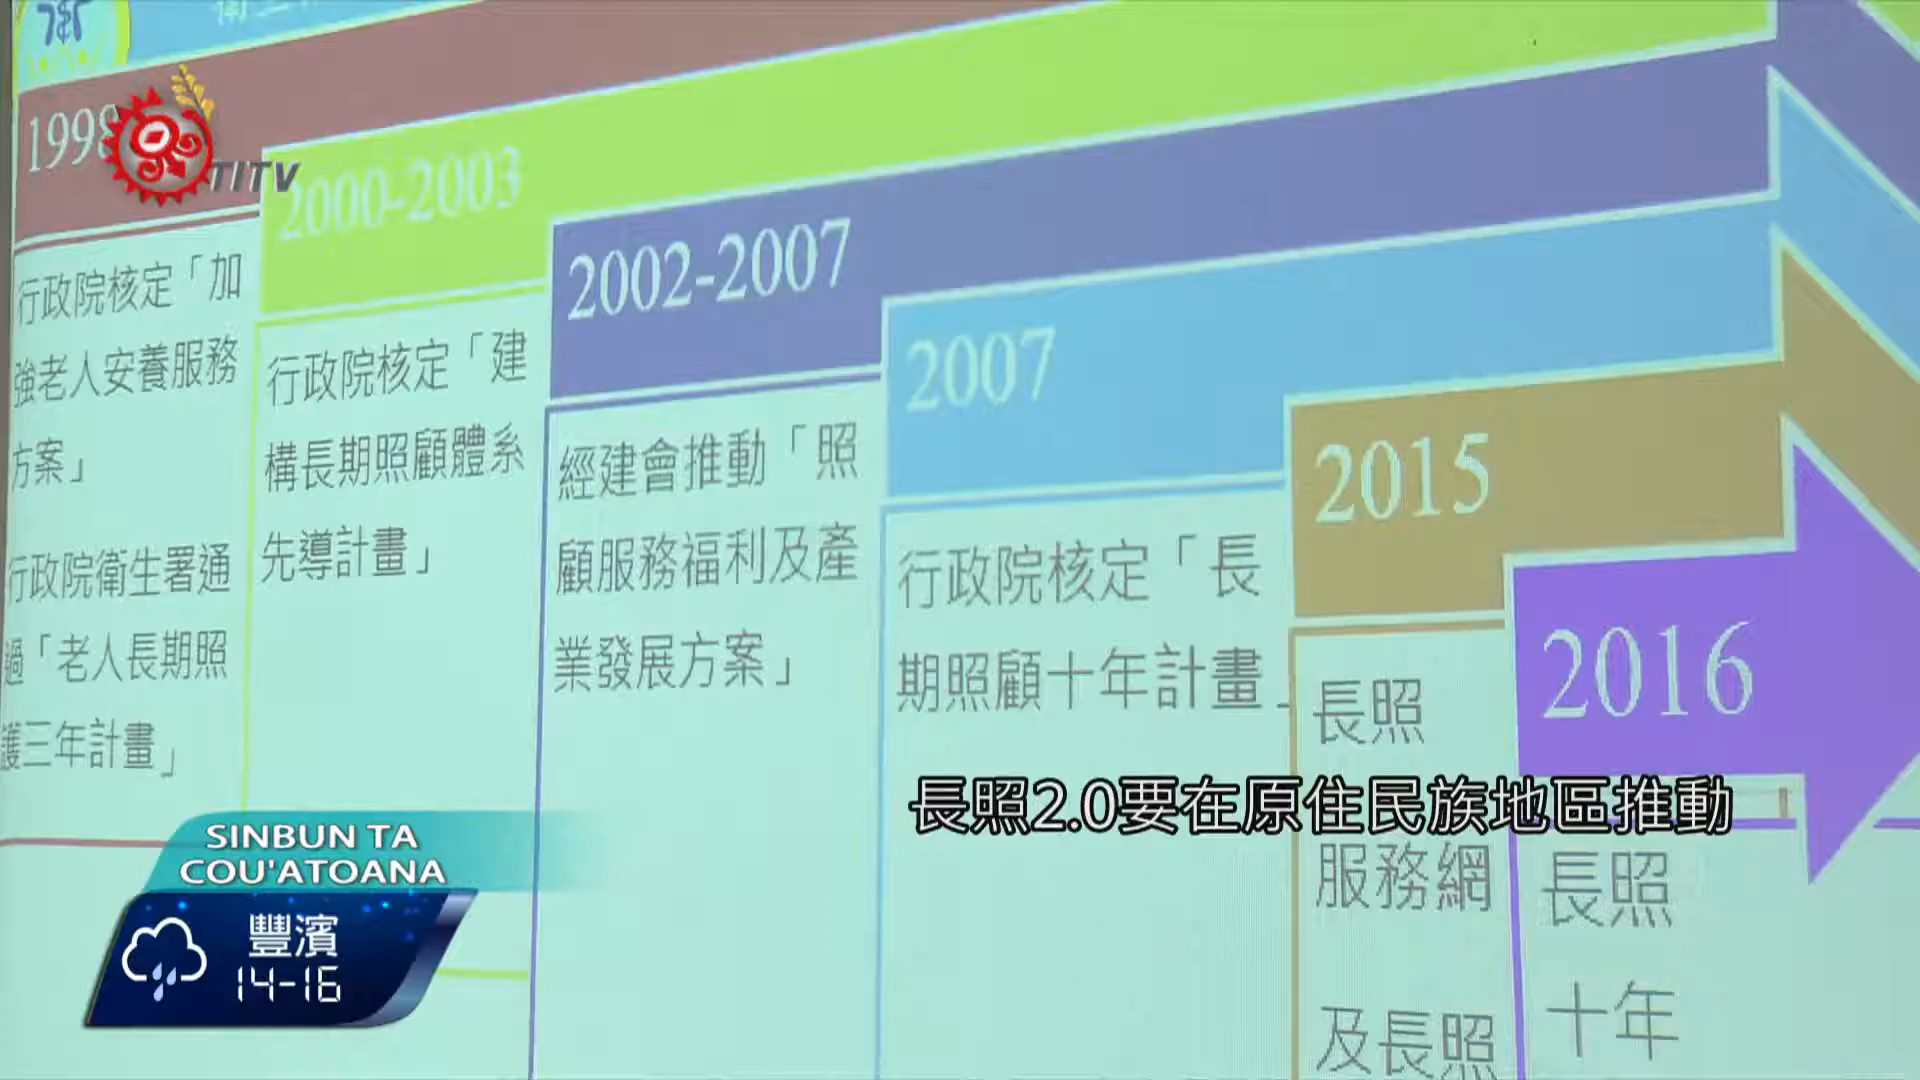 1998
TITV
2000-2003
2002-2007
2007
2015
2016
行政院核定「加
強老人安養服務
方案」
行政院衛生署通
過「老人長期照
護三年計畫」
行政院核定「建
構長期照顧體系
先導計畫」
經建會推動「照
顧服務福利及產
業發展方案」
行政院核定「長
期照顧十年計畫」
長照
服務網
及長照
長照
十年
長照2.0要在原住民族地區推動
SINBUN TA
COU'ATOANA
豐濱
14-16